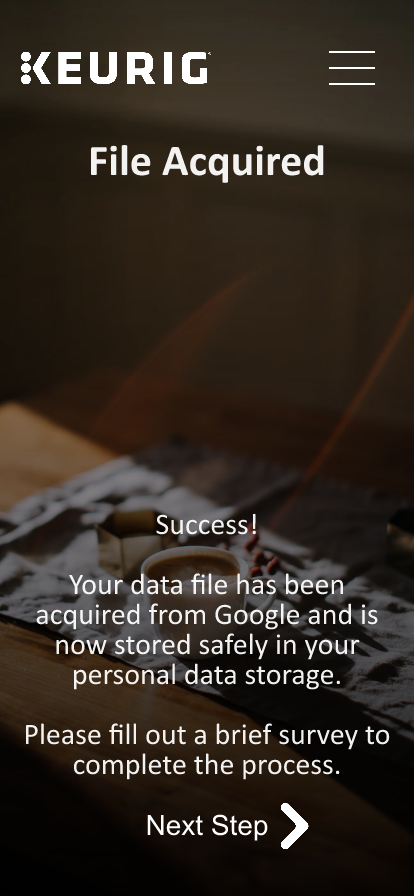 KEURIG
File Acquired
Success!
Your data file has been
acquired from Google and is
now stored safely in your
personal data storage.
Please fill out a brief survey to
complete the process.
Next Step